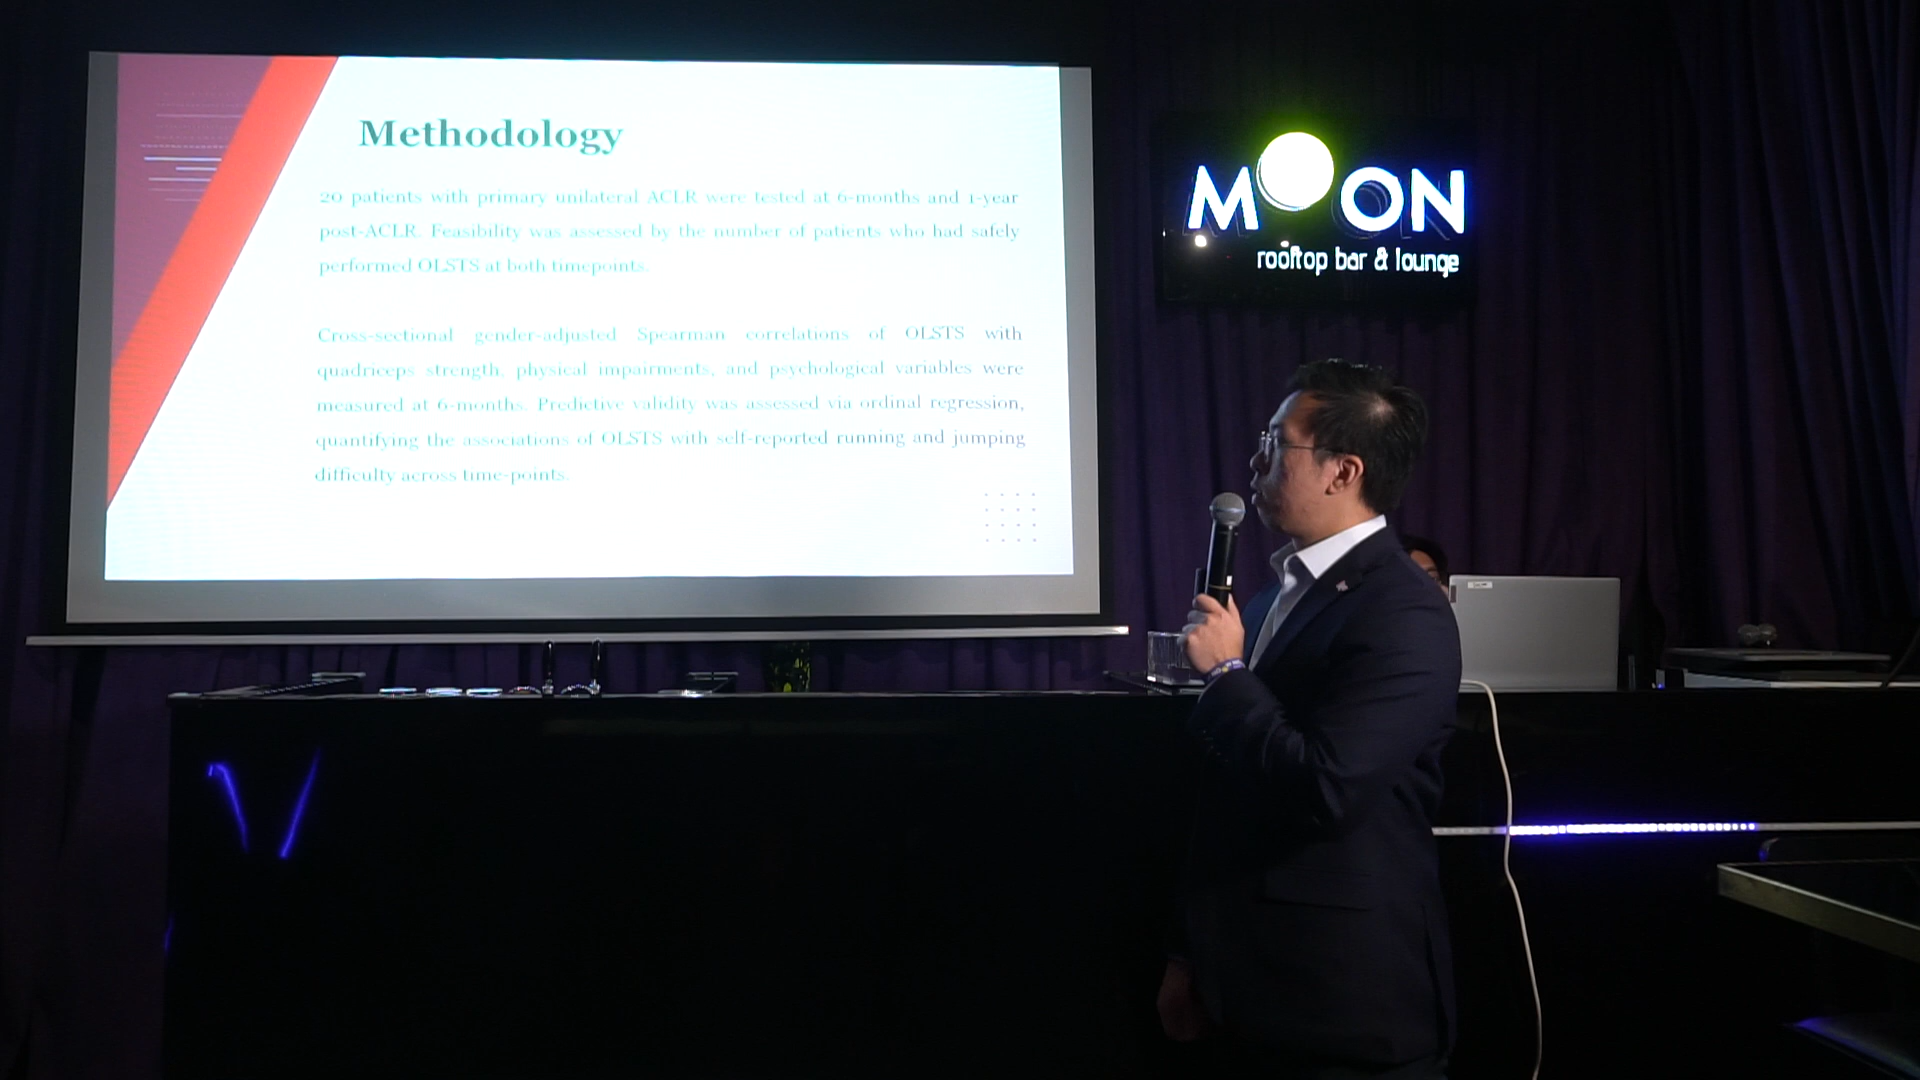 Methodology
20 patients with primary unilateral ACLR were tested at 6-months and 1-year
post-ACLR. Feasibility was assessed by the number of patients who had safely
performed OLSTS at both timepoints.
Cross-sectional gender-adjusted Spearman correlations of OLSTS with
quadriceps strength, physical impairments, and psychological variables were
measured at 6-months. Predictive validity was assessed via ordinal regression,
quantifying the associations of OLSTS with self-reported running and jumping
difficulty across time-points.
MOON
rooftop bar & lounge